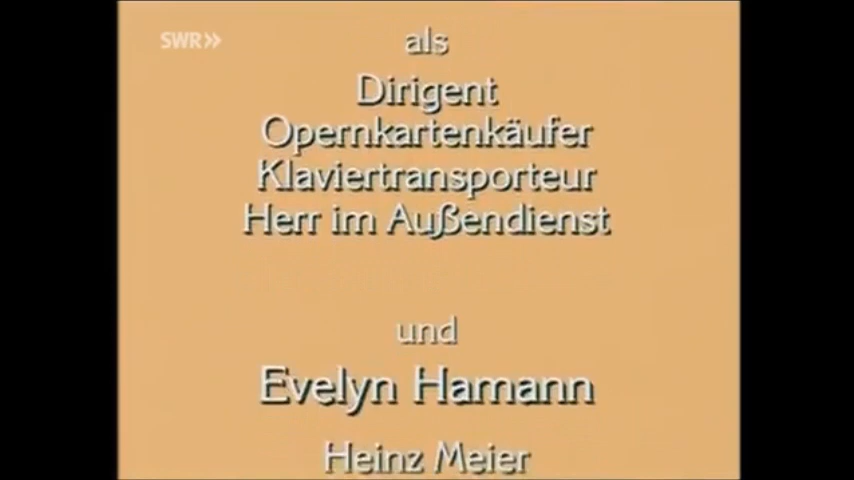 SWR»
als
Dirigent
Opernkartenkäufer
Klaviertransporteur
Herr im Außendienst
und
Evelyn Hamann
Heinz Meier